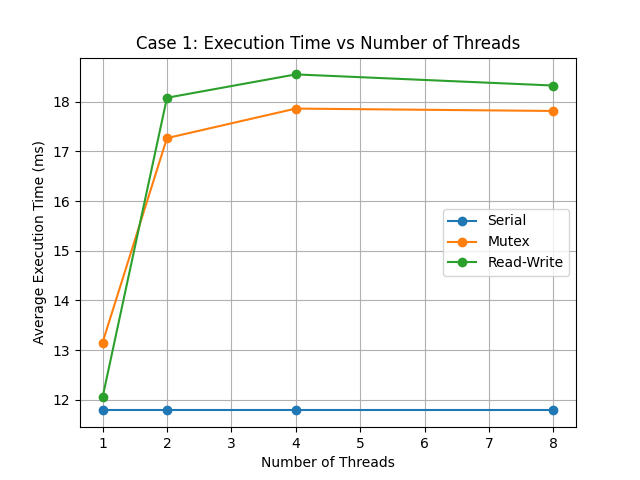 Case 1: Execution Time vs Number of Threads
Average Execution Time (ms)
18
17
16
15
14
13
12
Serial
Mutex
Read-Write
1 2 3 4 5 6 7 8
Number of Threads